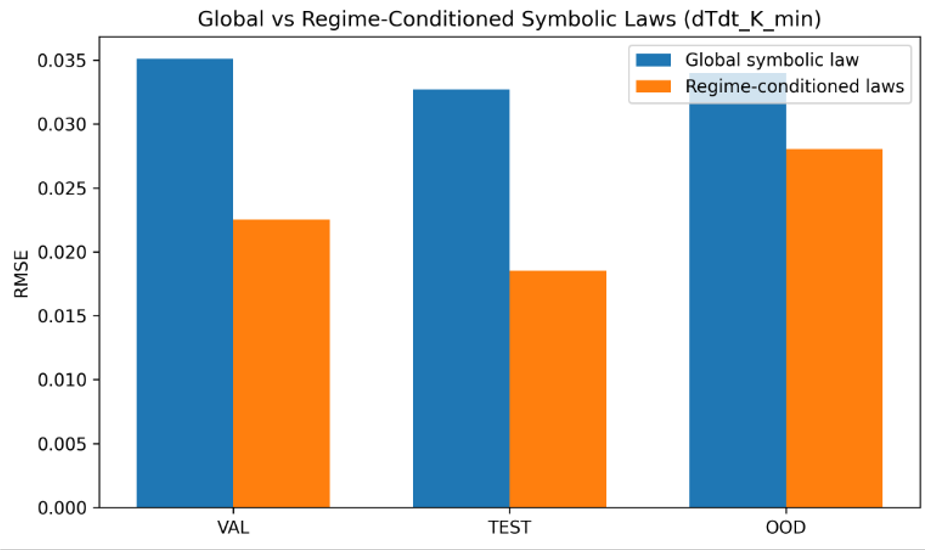 Global vs Regime-Conditioned Symbolic Laws (dTdt_K_min)
Global symbolic law
Regime-conditioned laws
RMSE
0.035
0.030
0.025
0.020
0.015
0.010
0.005
0.000
VAL
TEST
OOD